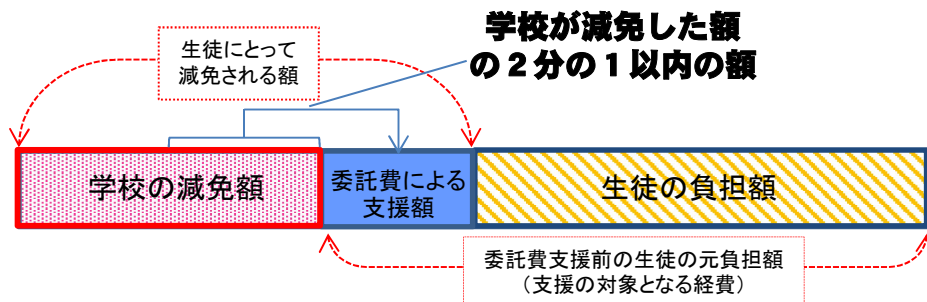 学校が減免した額
の２分の１以内の額
生徒にとって
減免される額
学校の減免額
委託費による
支援額
生徒の負担額
委託費支援前の生徒の元負担額
（支援の対象となる経費）